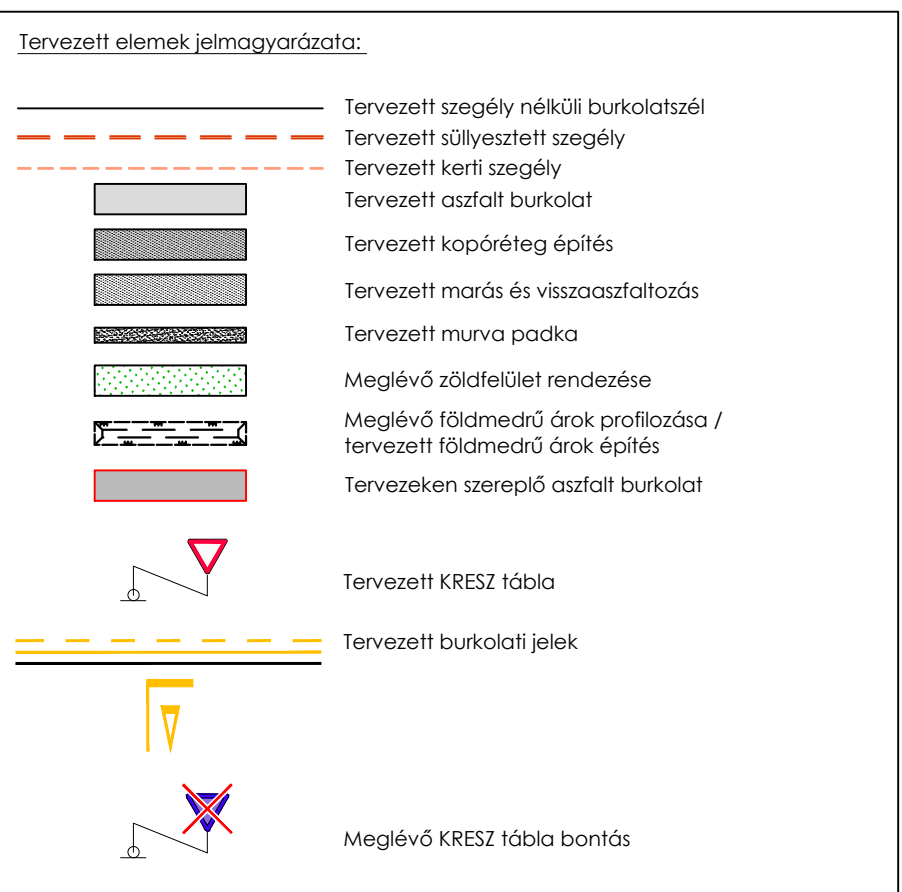 Tervezett elemek jelmagyarázata:
Tervezett szegély nélküli burkolatszél
Tervezett süllyesztett szegély
Tervezett kerti szegély
Tervezett aszfalt burkolat
Tervezett kopóréteg építés
Tervezett marás és visszaaszfaltozás
Tervezett murva padka
Meglévő zöldfelület rendezése
Meglévő földmedrű árok profilozása /
tervezett földmedrű árok építés
Tervezeken szereplő aszfalt burkolat
Tervezett KRESZ tábla
Tervezett burkolati jelek
Meglévő KRESZ tábla bontás